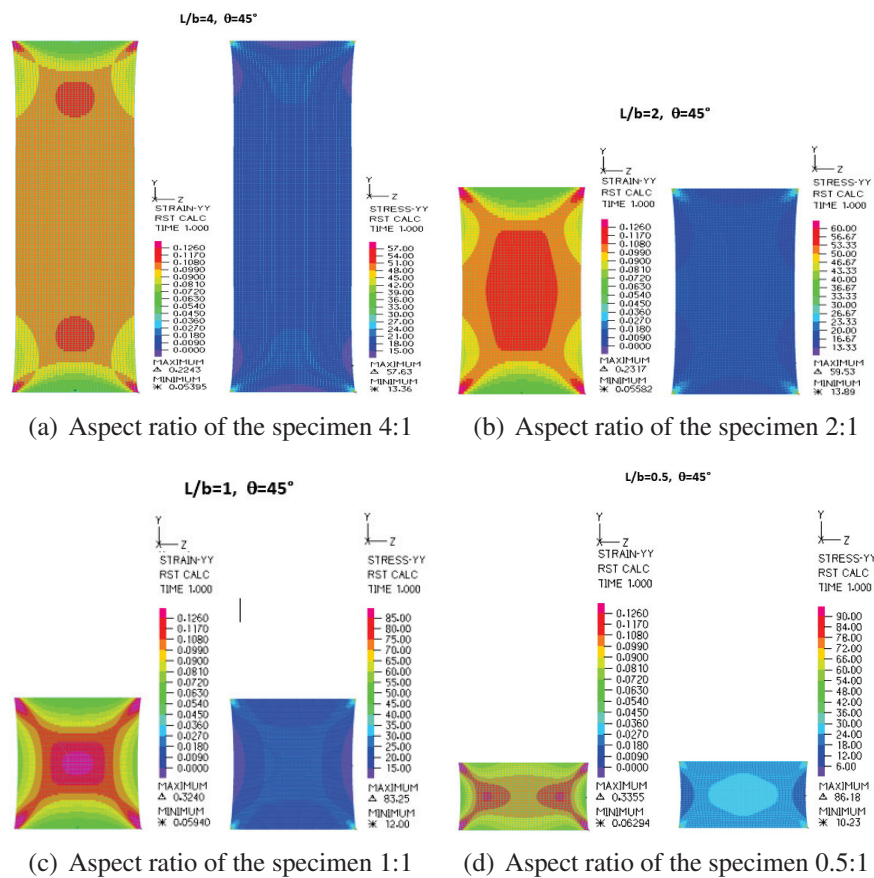 L/b=4, θ=45°
Y
Z
STRAIN-YY
RST CALC
TIME 1.000
0.1260
0.1170
0.1080
0.0990
0.0900
0.0810
0.0720
0.0630
0.0540
0.0450
0.0360
0.0270
0.0180
0.0090
0.0000
MAXIMUM
0.2243
MINIMUM
0.05395
Y
Z
STRESS-YY
RST CALC
TIME 1.000
57.00
54.00
51.00
48.00
45.00
42.00
39.00
36.00
33.00
30.00
27.00
24.00
21.00
18.00
15.00
MAXIMUM
57.63
MINIMUM
13.36
(a) Aspect ratio of the specimen 4:1
L/b=2, θ=45°
Y
Z
STRAIN-YY
RST CALC
TIME 1.000
0.1260
0.1170
0.1080
0.0990
0.0900
0.0810
0.0720
0.0630
0.0540
0.0450
0.0360
0.0270
0.0180
0.0090
0.0000
MAXIMUM
0.2317
MINIMUM
0.05582
Y
Z
STRESS-YY
RST CALC
TIME 1.000
60.00
56.67
53.33
50.00
46.67
43.33
40.00
36.67
33.33
30.00
26.67
23.33
20.00
16.67
13.33
MAXIMUM
59.53
MINIMUM
13.89
(b) Aspect ratio of the specimen 2:1
L/b=1, θ=45°
Y
X Z
STRAIN-YY
RST CALC
TIME 1.000
0.1260
0.1170
0.1080
0.0990
0.0900
0.0810
0.0720
0.0630
0.0540
0.0450
0.0360
0.0270
0.0180
0.0090
0.0000
MAXIMUM
0.3240
MINIMUM
0.05940
Y
X Z
STRESS-YY
RST CALC
TIME 1.000
85.00
80.00
75.00
70.00
65.00
60.00
55.00
50.00
45.00
40.00
35.00
30.00
25.00
20.00
15.00
MAXIMUM
83.25
MINIMUM
12.00
(c) Aspect ratio of the specimen 1:1
L/b=0.5, θ=45°
Y
X Z
STRAIN-YY
RST CALC
TIME 1.000
0.1260
0.1170
0.1080
0.0990
0.0900
0.0810
0.0720
0.0630
0.0540
0.0450
0.0360
0.0270
0.0180
0.0090
0.0000
MAXIMUM
0.3355
MINIMUM
0.06294
Y
X Z
STRESS-YY
RST CALC
TIME 1.000
90.00
84.00
78.00
72.00
66.00
60.00
54.00
48.00
42.00
36.00
30.00
24.00
18.00
12.00
6.00
MAXIMUM
86.18
MINIMUM
10.23
(d) Aspect ratio of the specimen 0.5:1